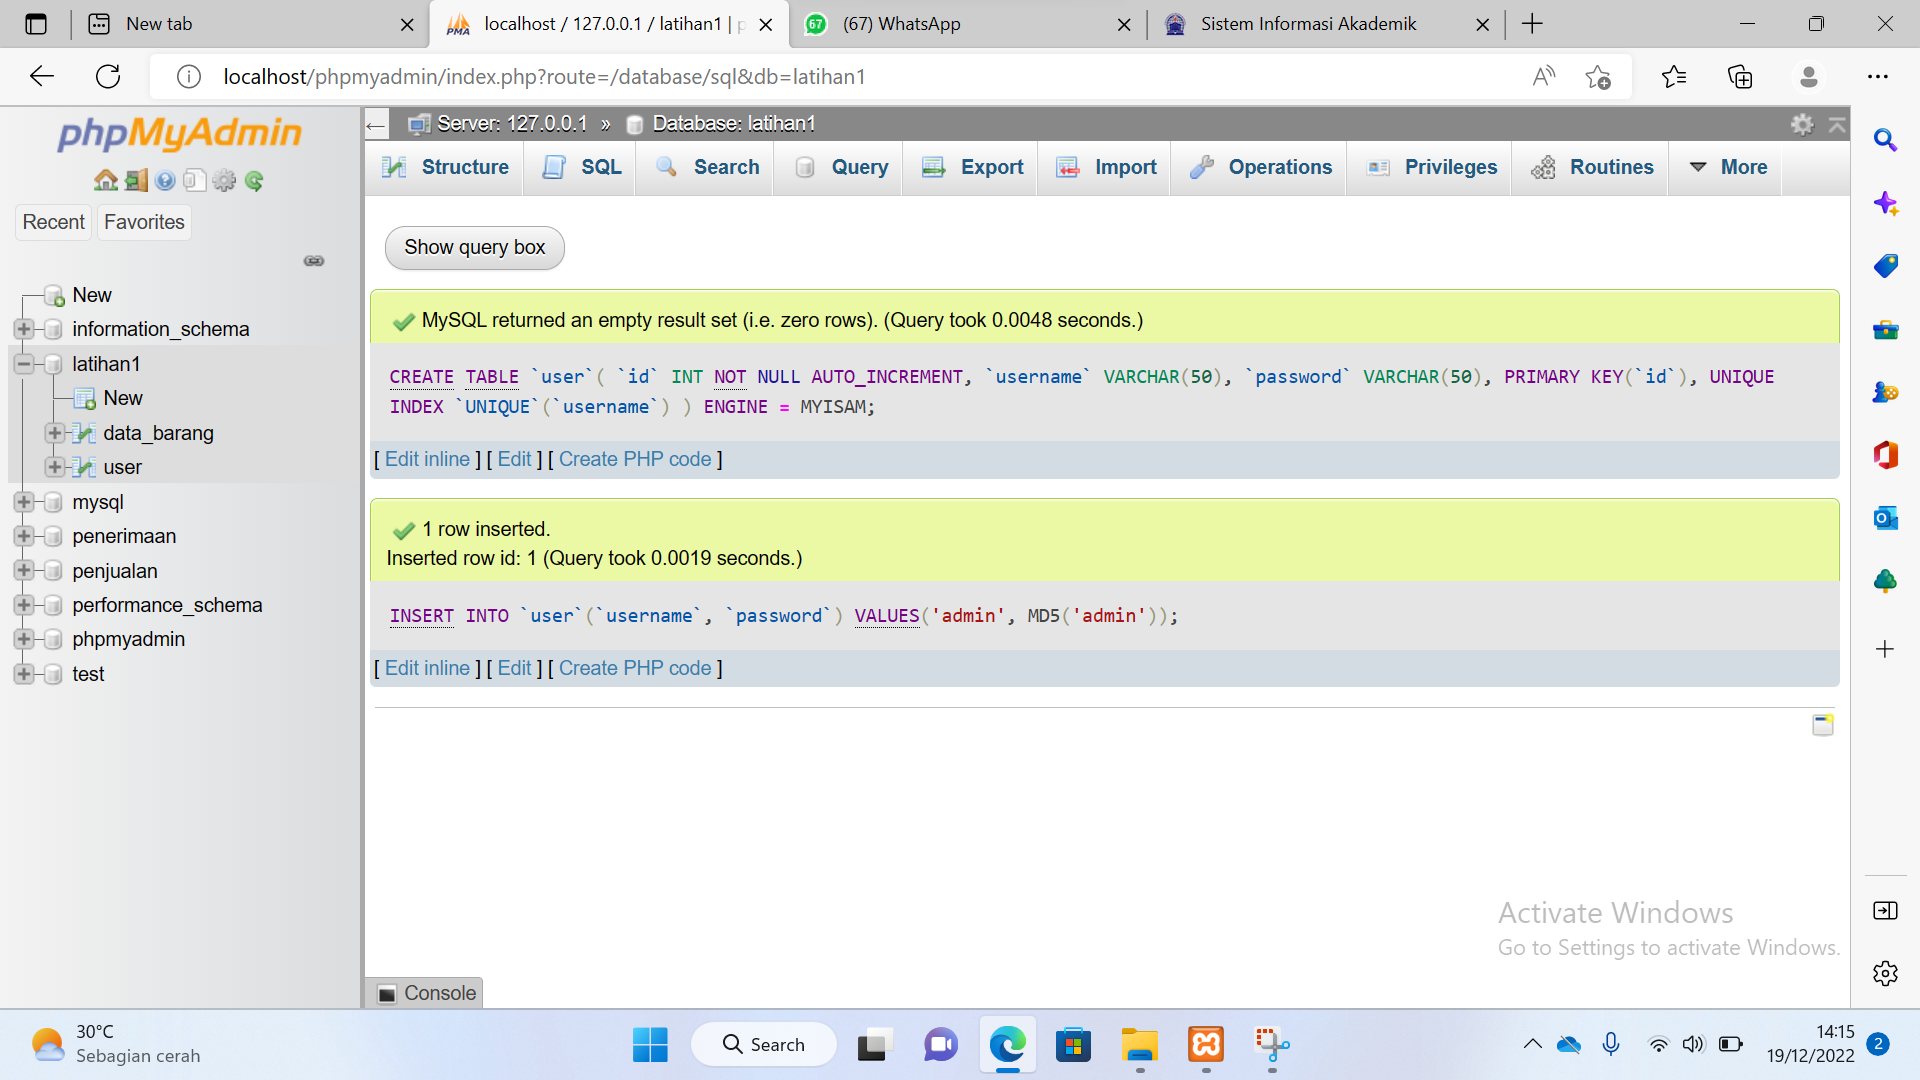 New tab
localhost / 127.0.0.1 / latihan1 | p
67
(67) WhatsApp
Sistem Informasi Akademik
localhost/phpmyadmin/index.php?route=/database/sql&db=latihan1
phpMyAdmin
Recent
Favorites
New
information_schema
latihan1
New
data_barang
user
mysql
penerimaan
penjualan
performance_schema
phpmyadmin
test
Server: 127.0.0.1 » Database: latihan1
Structure
SQL
Search
Query
Export
Import
Operations
Privileges
Routines
More
Show query box
MySQL returned an empty result set (i.e. zero rows). (Query took 0.0048 seconds.)
CREATE TABLE `user`( `id` INT NOT NULL AUTO_INCREMENT, `username` VARCHAR(50), `password` VARCHAR(50), PRIMARY KEY(`id`), UNIQUE
INDEX `UNIQUE`(`username`) ) ENGINE = MYISAM;
[ Edit inline ] [ Edit ] [ Create PHP code ]
1 row inserted.
Inserted row id: 1 (Query took 0.0019 seconds.)
INSERT INTO `user`(`username`, `password`) VALUES('admin', MD5('admin'));
[ Edit inline ] [ Edit ] [ Create PHP code ]
Activate Windows
Go to Settings to activate Windows.
Console
30°C
Sebagian cerah
Search
14:15
19/12/2022
2